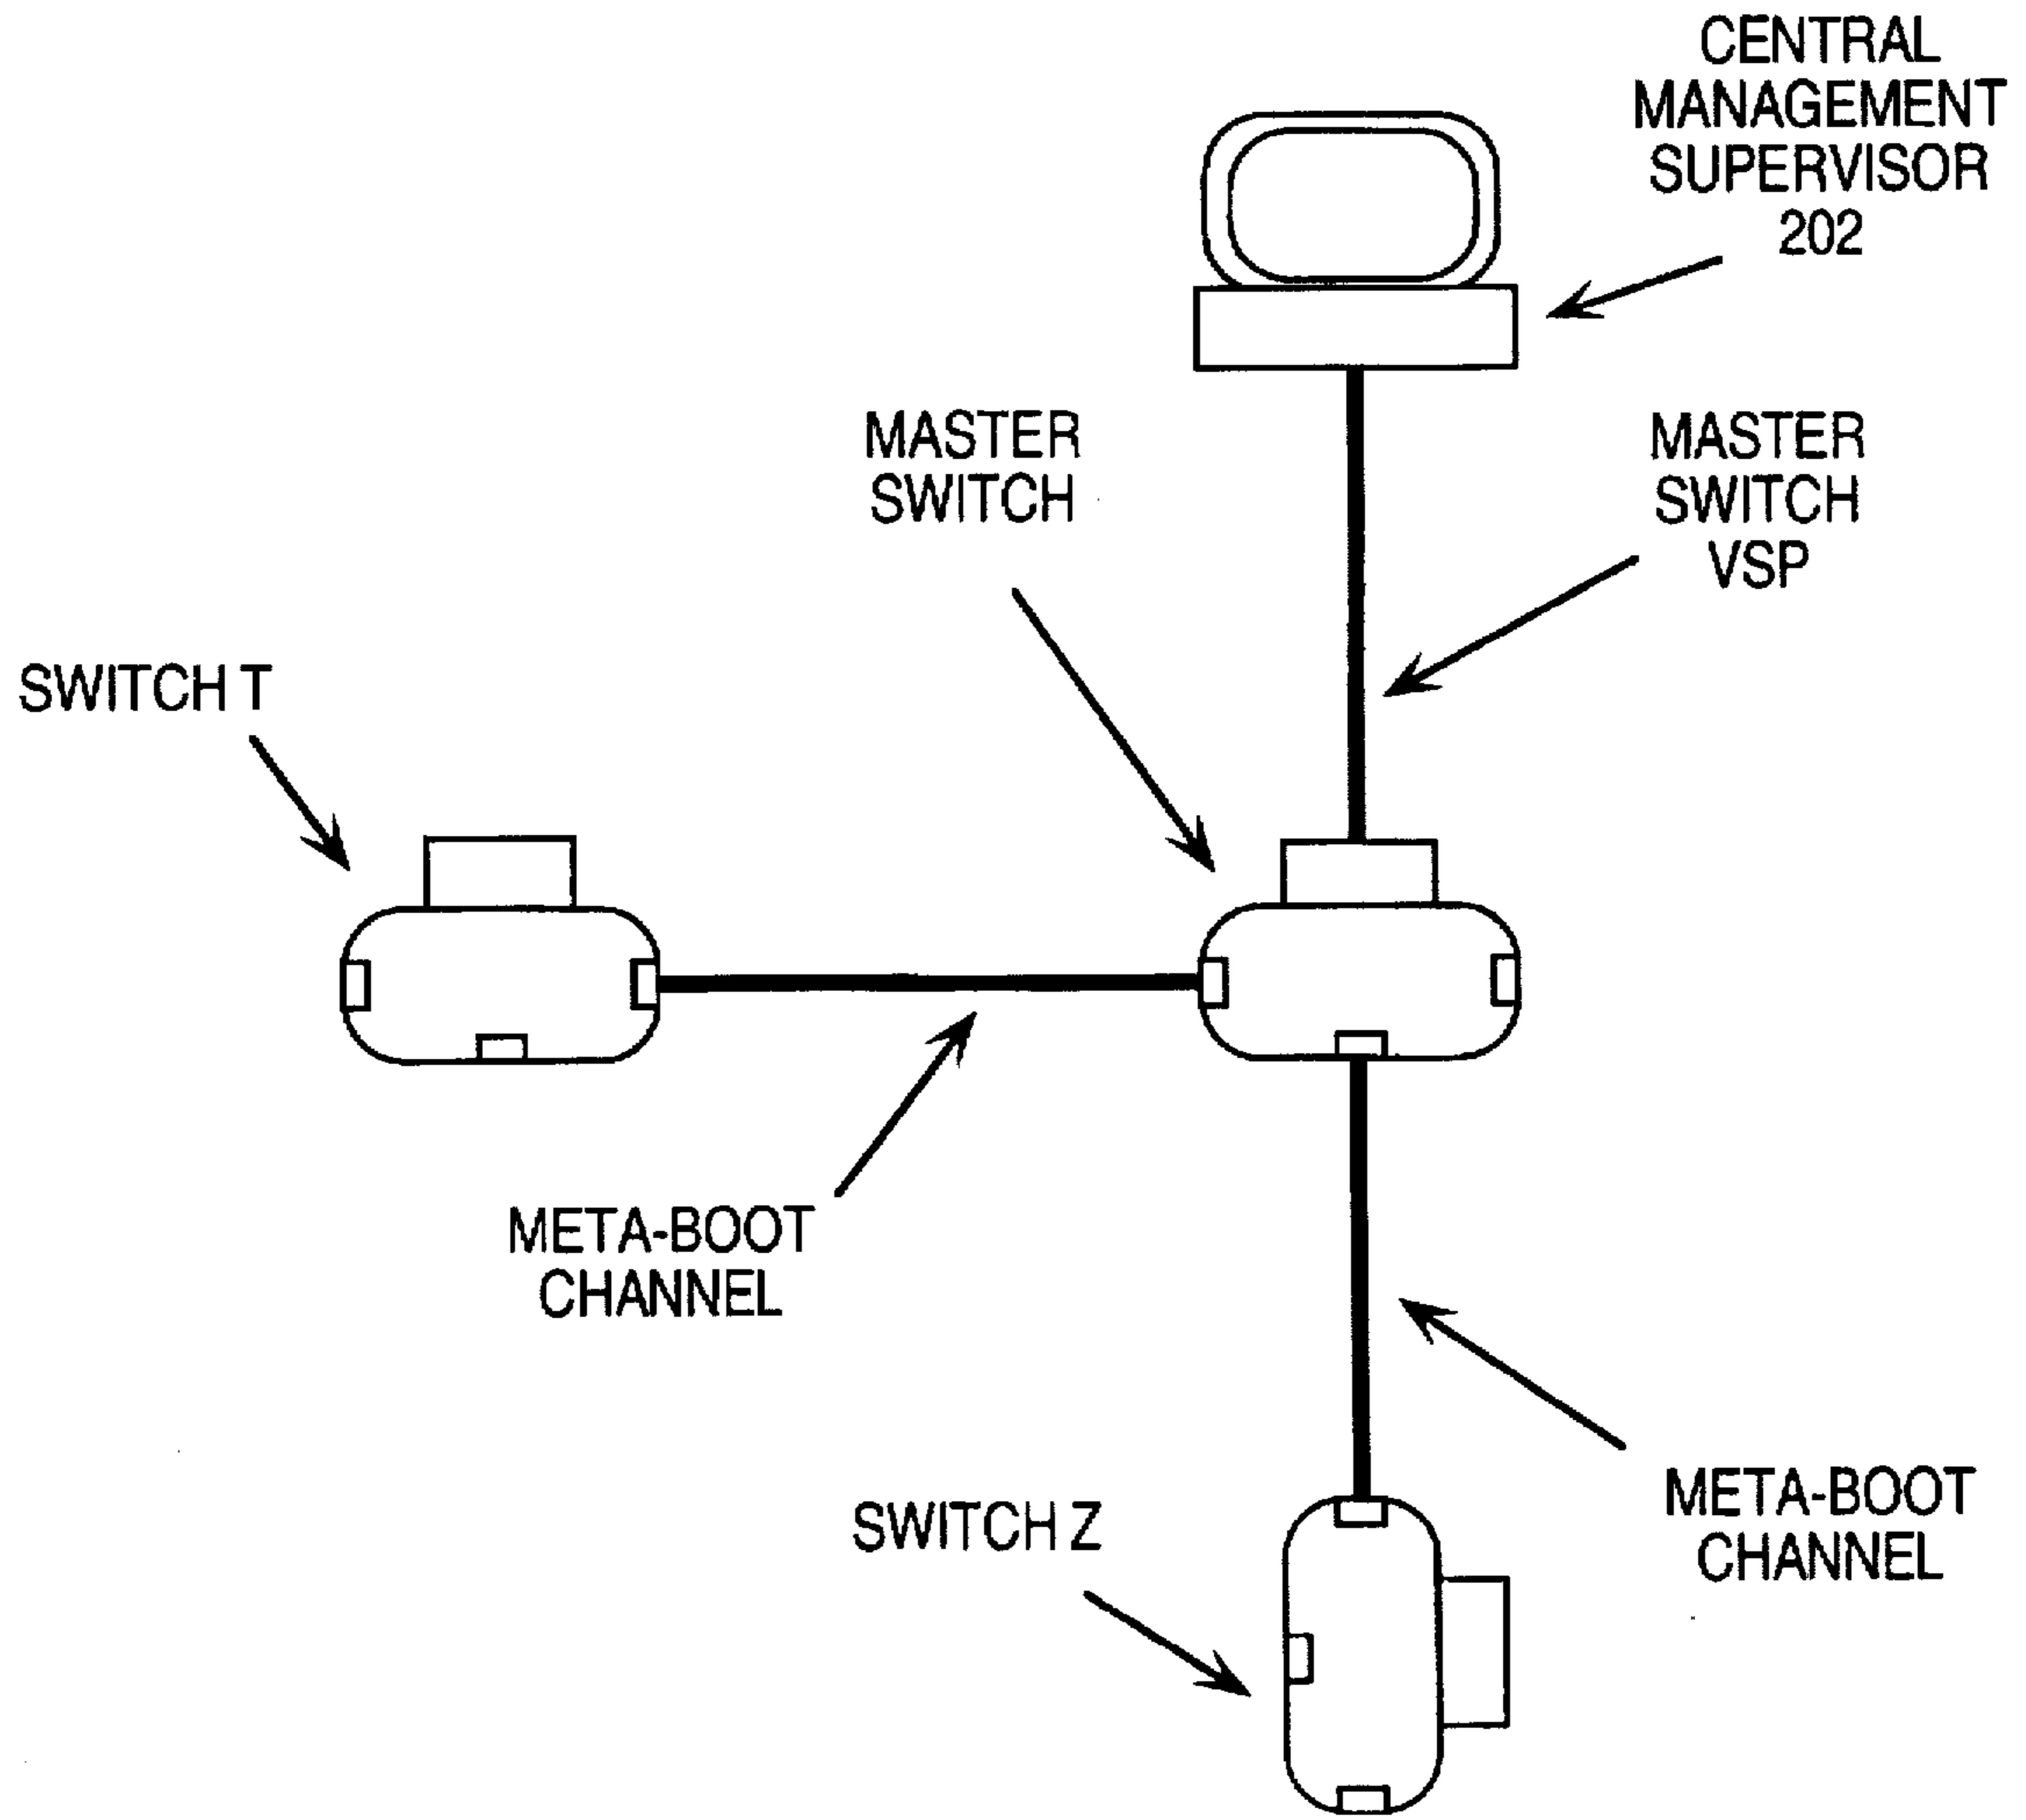 CENTRAL
MANAGEMENT
SUPERVISOR
202
MASTER
SWITCH
MASTER
SWITCH
VSP
SWITCH T
META-BOOT
CHANNEL
SWITCH Z
META-BOOT
CHANNEL